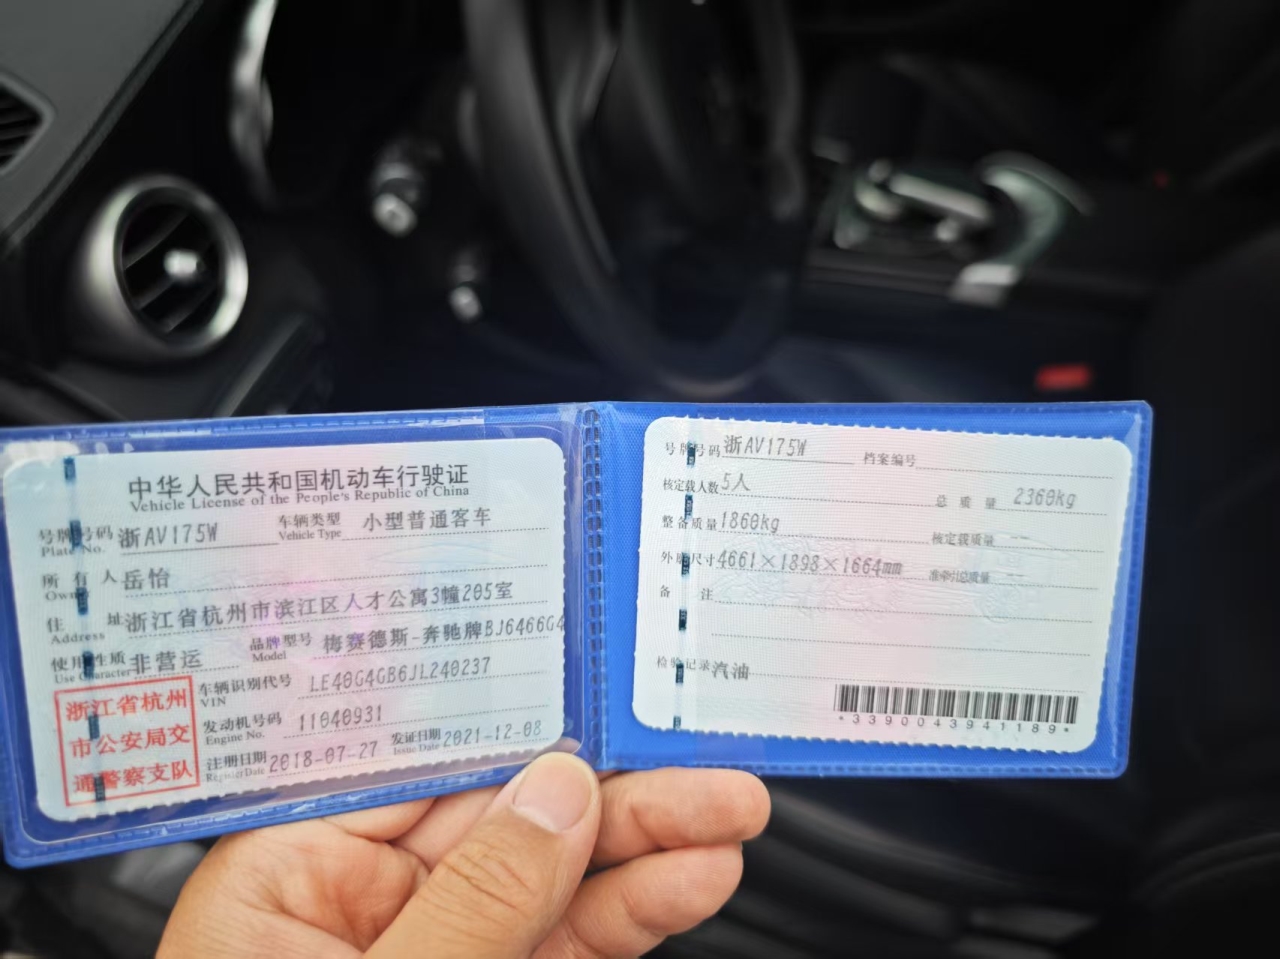 中华人民共和国机动车行驶证
Vehicle License of the People's Republic of China
号牌号码 浙AV175W 车辆类型 小型普通客车
Plate No. Vehicle Type
所有人 岳怡
Owner
住址 浙江省杭州市滨江区人才公寓3幢205室
Address
使用性质 非营运 品牌型号 梅赛德斯-奔驰牌BJ6466G4
Use Character Model
浙江省杭州
市公安局交
通警察支队
车辆识别代号 LE40G4GB6JL240237
VIN
发动机号码 11040931
Engine No.
注册日期 2018-07-27 发证日期 2021-12-08
Register Date Issue Date
号牌号码 浙AV175W 档案编号
核定载人数 5人 总质量 2360kg
整备质量 1860kg 核定载质量 --
外廓尺寸 4661×1898×1664mm 准牵引总质量 --
备注
检验记录 汽油
*3390043941189*